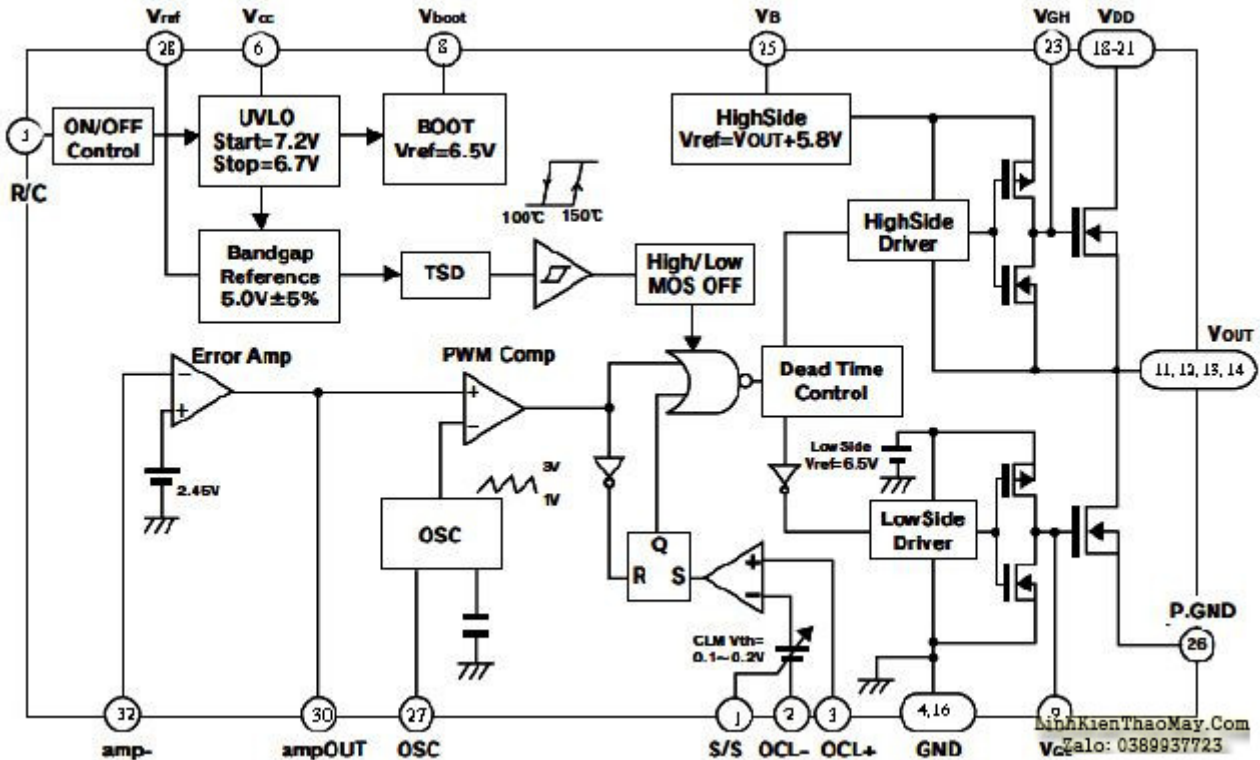 Vref Vcc Vboot VB VGH VDD
28 6 8 25 23 18-21
ON/OFF
Control
R/C
UVLO
Start=7.2V
Stop=6.7V
BOOT
Vref=6.5V
HighSide
Vref=VOUT+5.8V
100℃ 150℃
Bandgap
Reference
5.0V±5%
TSD
High/Low
MOS OFF
HighSide
Driver
VOUT
11, 12, 13, 14
Error Amp
−
+
2.45V
PWM Comp
+
−
Dead Time
Control
3V
1V
OSC
LowSide
Vref=6.5V
LowSide
Driver
Q
R S
+
−
CLM Vth=
0.1~0.2V
P.GND
26
32 30 27 1 2 3 4,16 9
amp- ampOUT OSC S/S OCL- OCL+ GND
LinhKienThaoMay.Com
Zalo: 0389937723